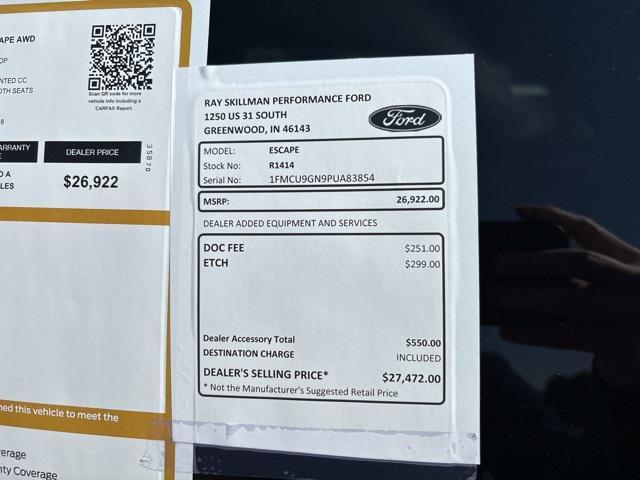 APE AWD
OP
NTED CC
OTH SEATS
8
Scan QR code for more
vehicle info including a
CARFAX Report.
ARRANTY
E
DEALER PRICE
35870
D A
LES
$26,922
ned this vehicle to meet the
erage
nty Coverage
RAY SKILLMAN PERFORMANCE FORD
1250 US 31 SOUTH
GREENWOOD, IN 46143
Ford
MODEL: ESCAPE
Stock No: R1414
Serial No: 1FMCU9GN9PUA83854
MSRP: 26,922.00
DEALER ADDED EQUIPMENT AND SERVICES
DOC FEE $251.00
ETCH $299.00
Dealer Accessory Total $550.00
DESTINATION CHARGE INCLUDED
DEALER'S SELLING PRICE* $27,472.00
* Not the Manufacturer's Suggested Retail Price